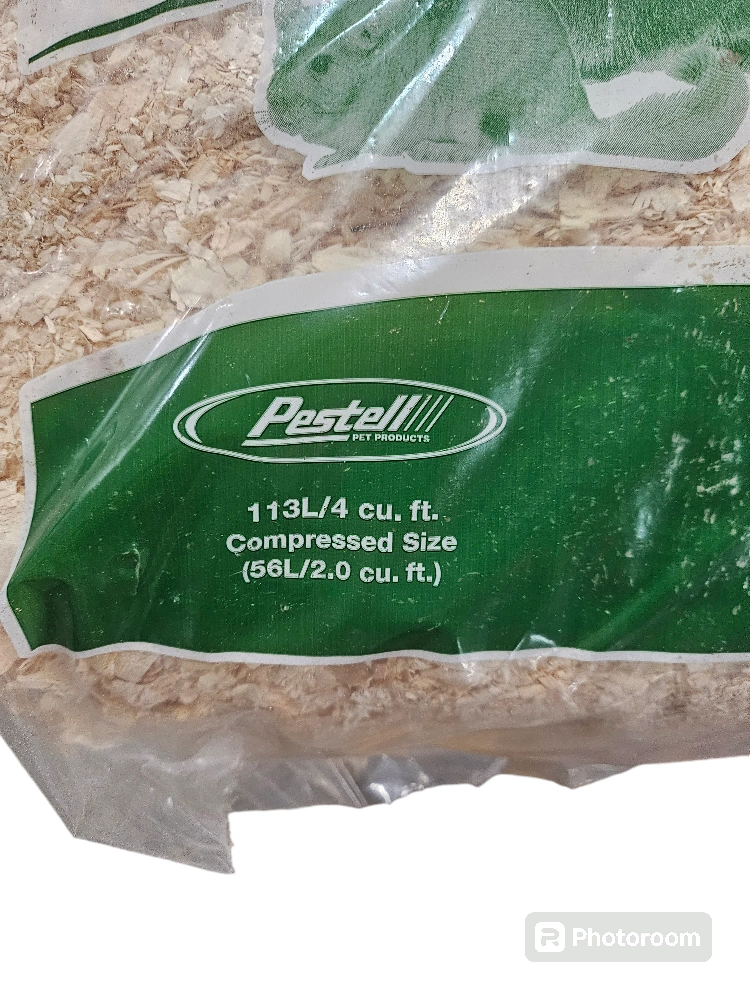 Pestell
PET PRODUCTS
113L/4 cu. ft.
Compressed Size
(56L/2.0 cu. ft.)
Photoroom